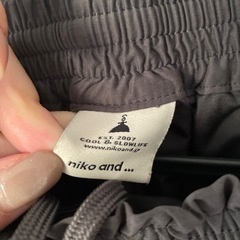 EST. 2007
COOL & SLOWLIFE
www.nikoand.jp
niko and ...